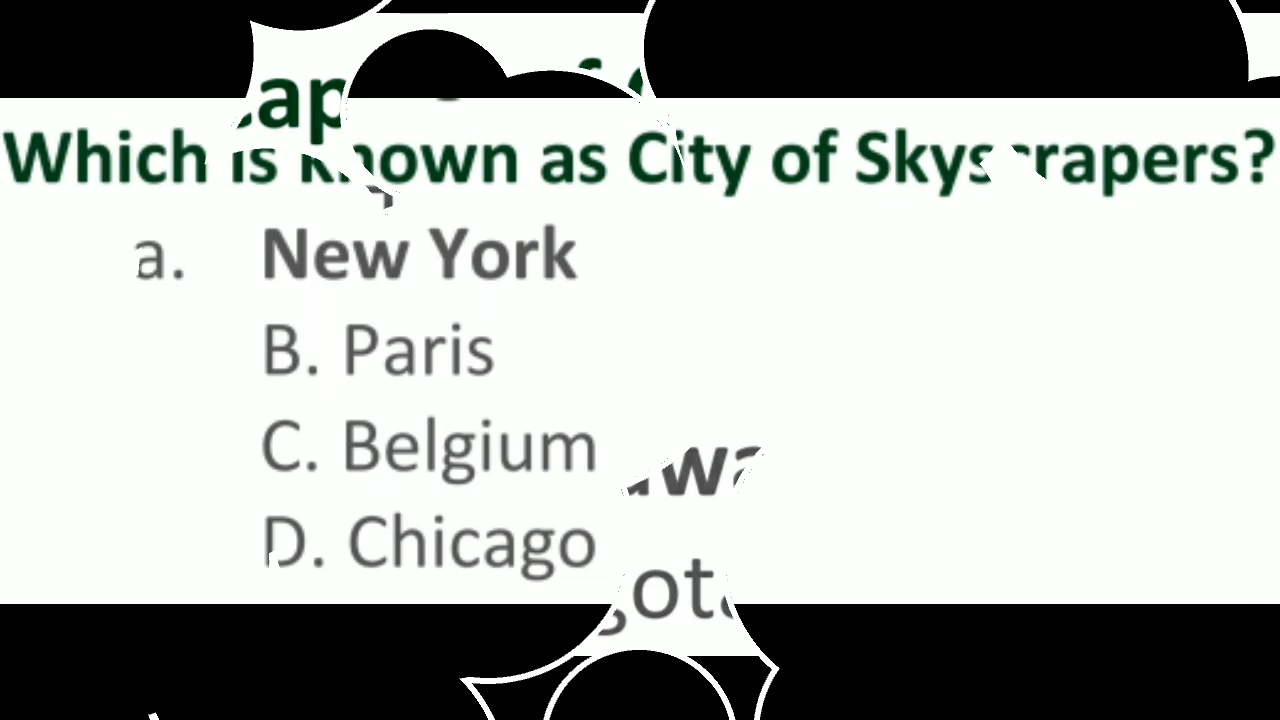 Which is known as City of Skyscrapers?
a. New York
B. Paris
C. Belgium
D. Chicago